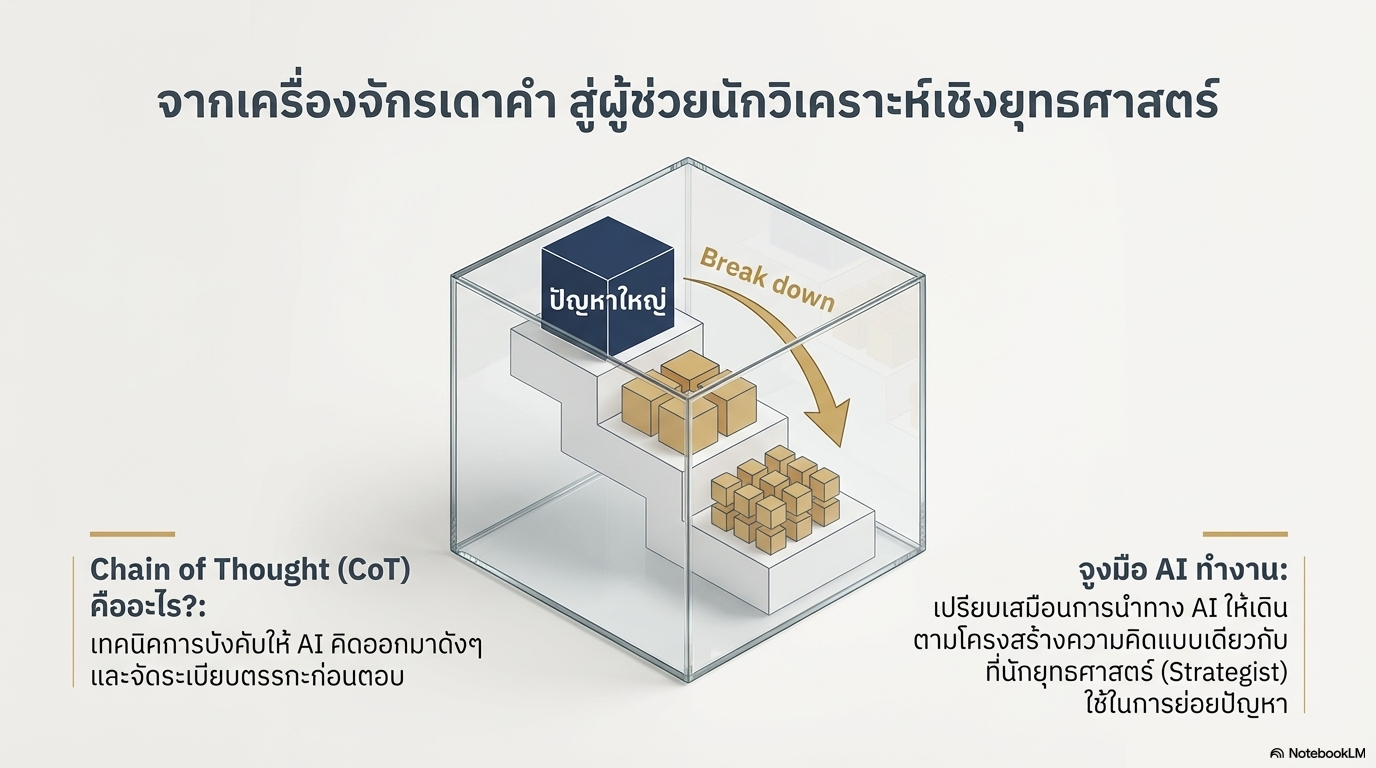 จากเครื่องจักรเดาคำ สู่ผู้ช่วยนักวิเคราะห์เชิงยุทธศาสตร์
ปัญหาใหญ่
Break down
Chain of Thought (CoT)
คืออะไร?:
เทคนิคการบังคับให้ AI คิดออกมาดังๆ
และจัดระเบียบตรรกะก่อนตอบ
จูงมือ AI ทำงาน:
เปรียบเสมือนการนำทาง AI ให้เดิน
ตามโครงสร้างความคิดแบบเดียวกับ
ที่นักยุทธศาสตร์ (Strategist)
ใช้ในการย่อยปัญหา
NotebookLM